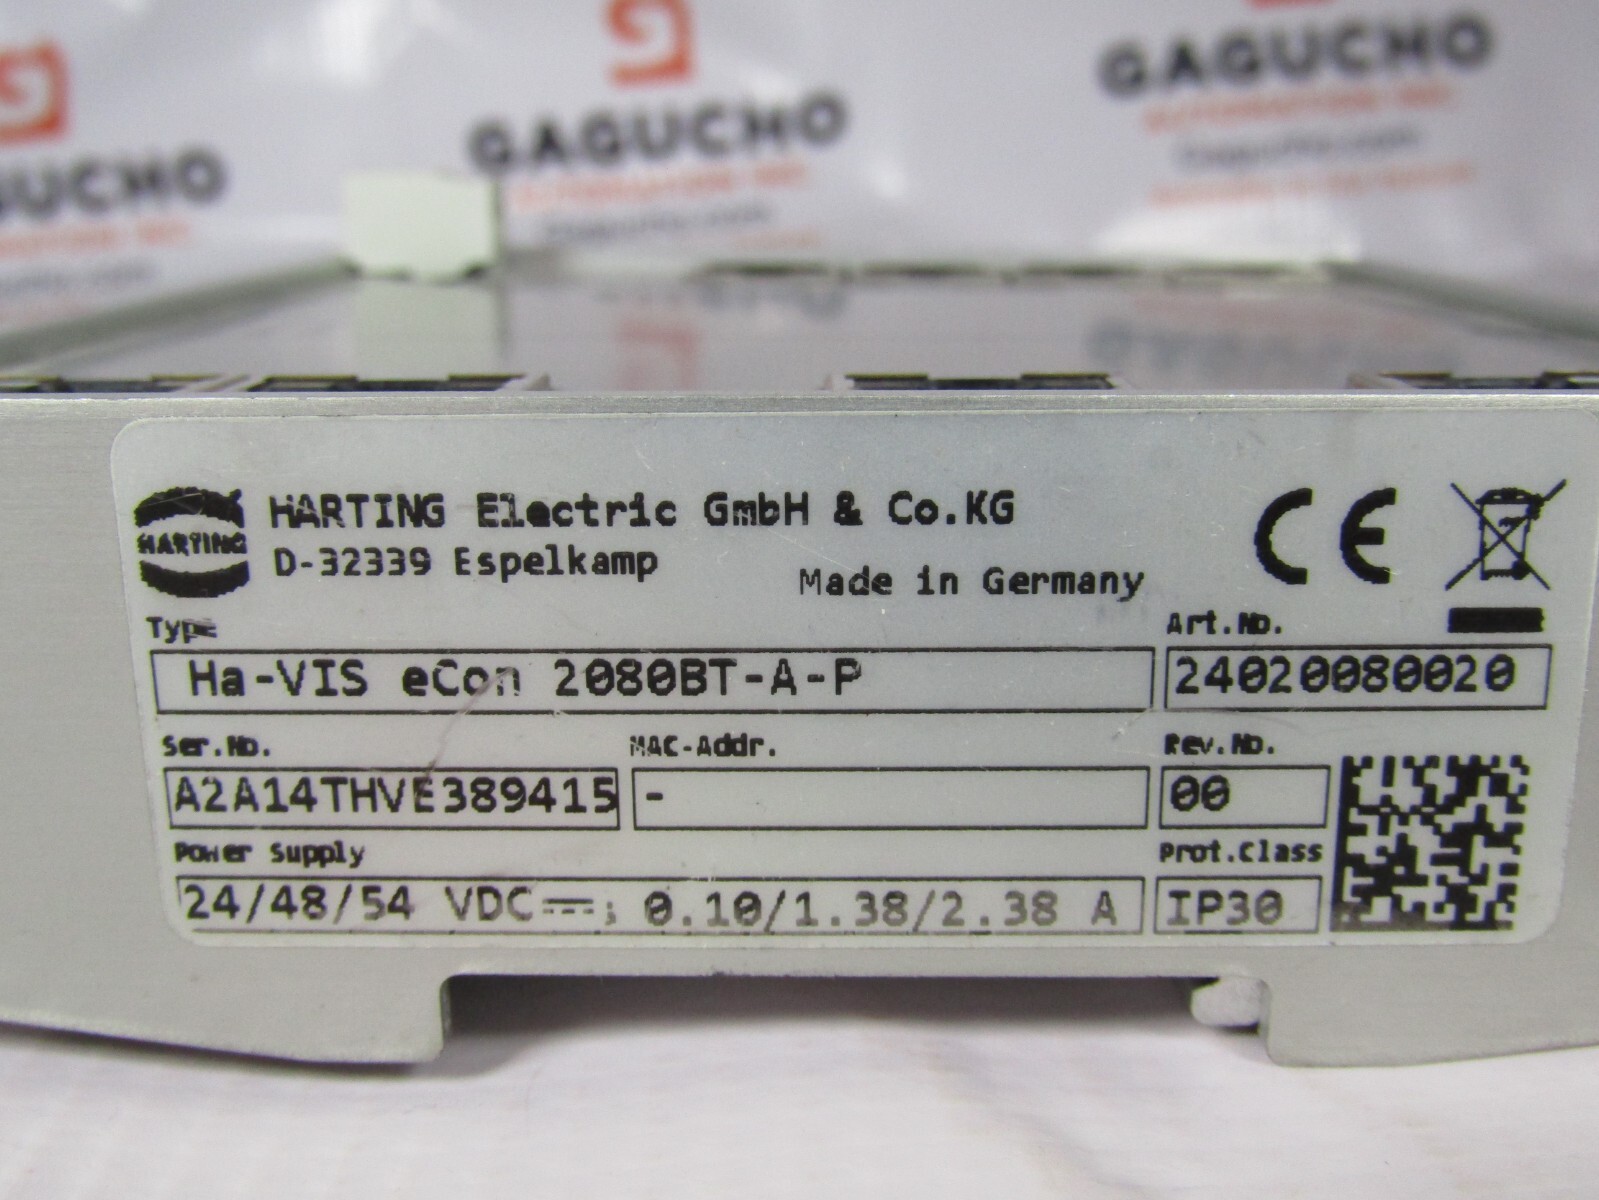 GAGUCHO
GAGUCHO
UCHO
HARTING
HARTING Electric GmbH & Co.KG
D-32339 Espelkamp
Made in Germany
CE
Type
Art.No.
Ha-VIS eCon 2080BT-A-P
24020080020
Ser.No.
MAC-Addr.
Rev.No.
A2A14THVE389415
-
00
Power Supply
Prot.Class
24/48/54 VDC⎓; 0.10/1.38/2.38 A
IP30